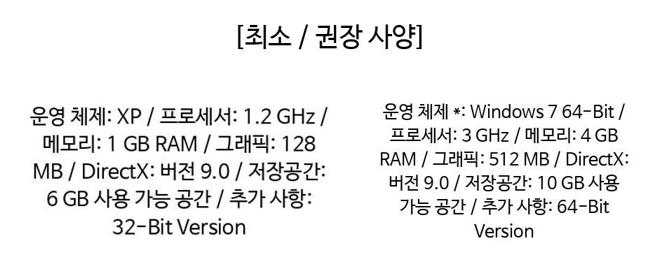 [최소 / 권장 사양]
운영 체제: XP / 프로세서: 1.2 GHz /
메모리: 1 GB RAM / 그래픽: 128
MB / DirectX: 버전 9.0 / 저장공간:
6 GB 사용 가능 공간 / 추가 사항:
32-Bit Version
운영 체제 *: Windows 7 64-Bit /
프로세서: 3 GHz / 메모리: 4 GB
RAM / 그래픽: 512 MB / DirectX:
버전 9.0 / 저장공간: 10 GB 사용
가능 공간 / 추가 사항: 64-Bit
Version